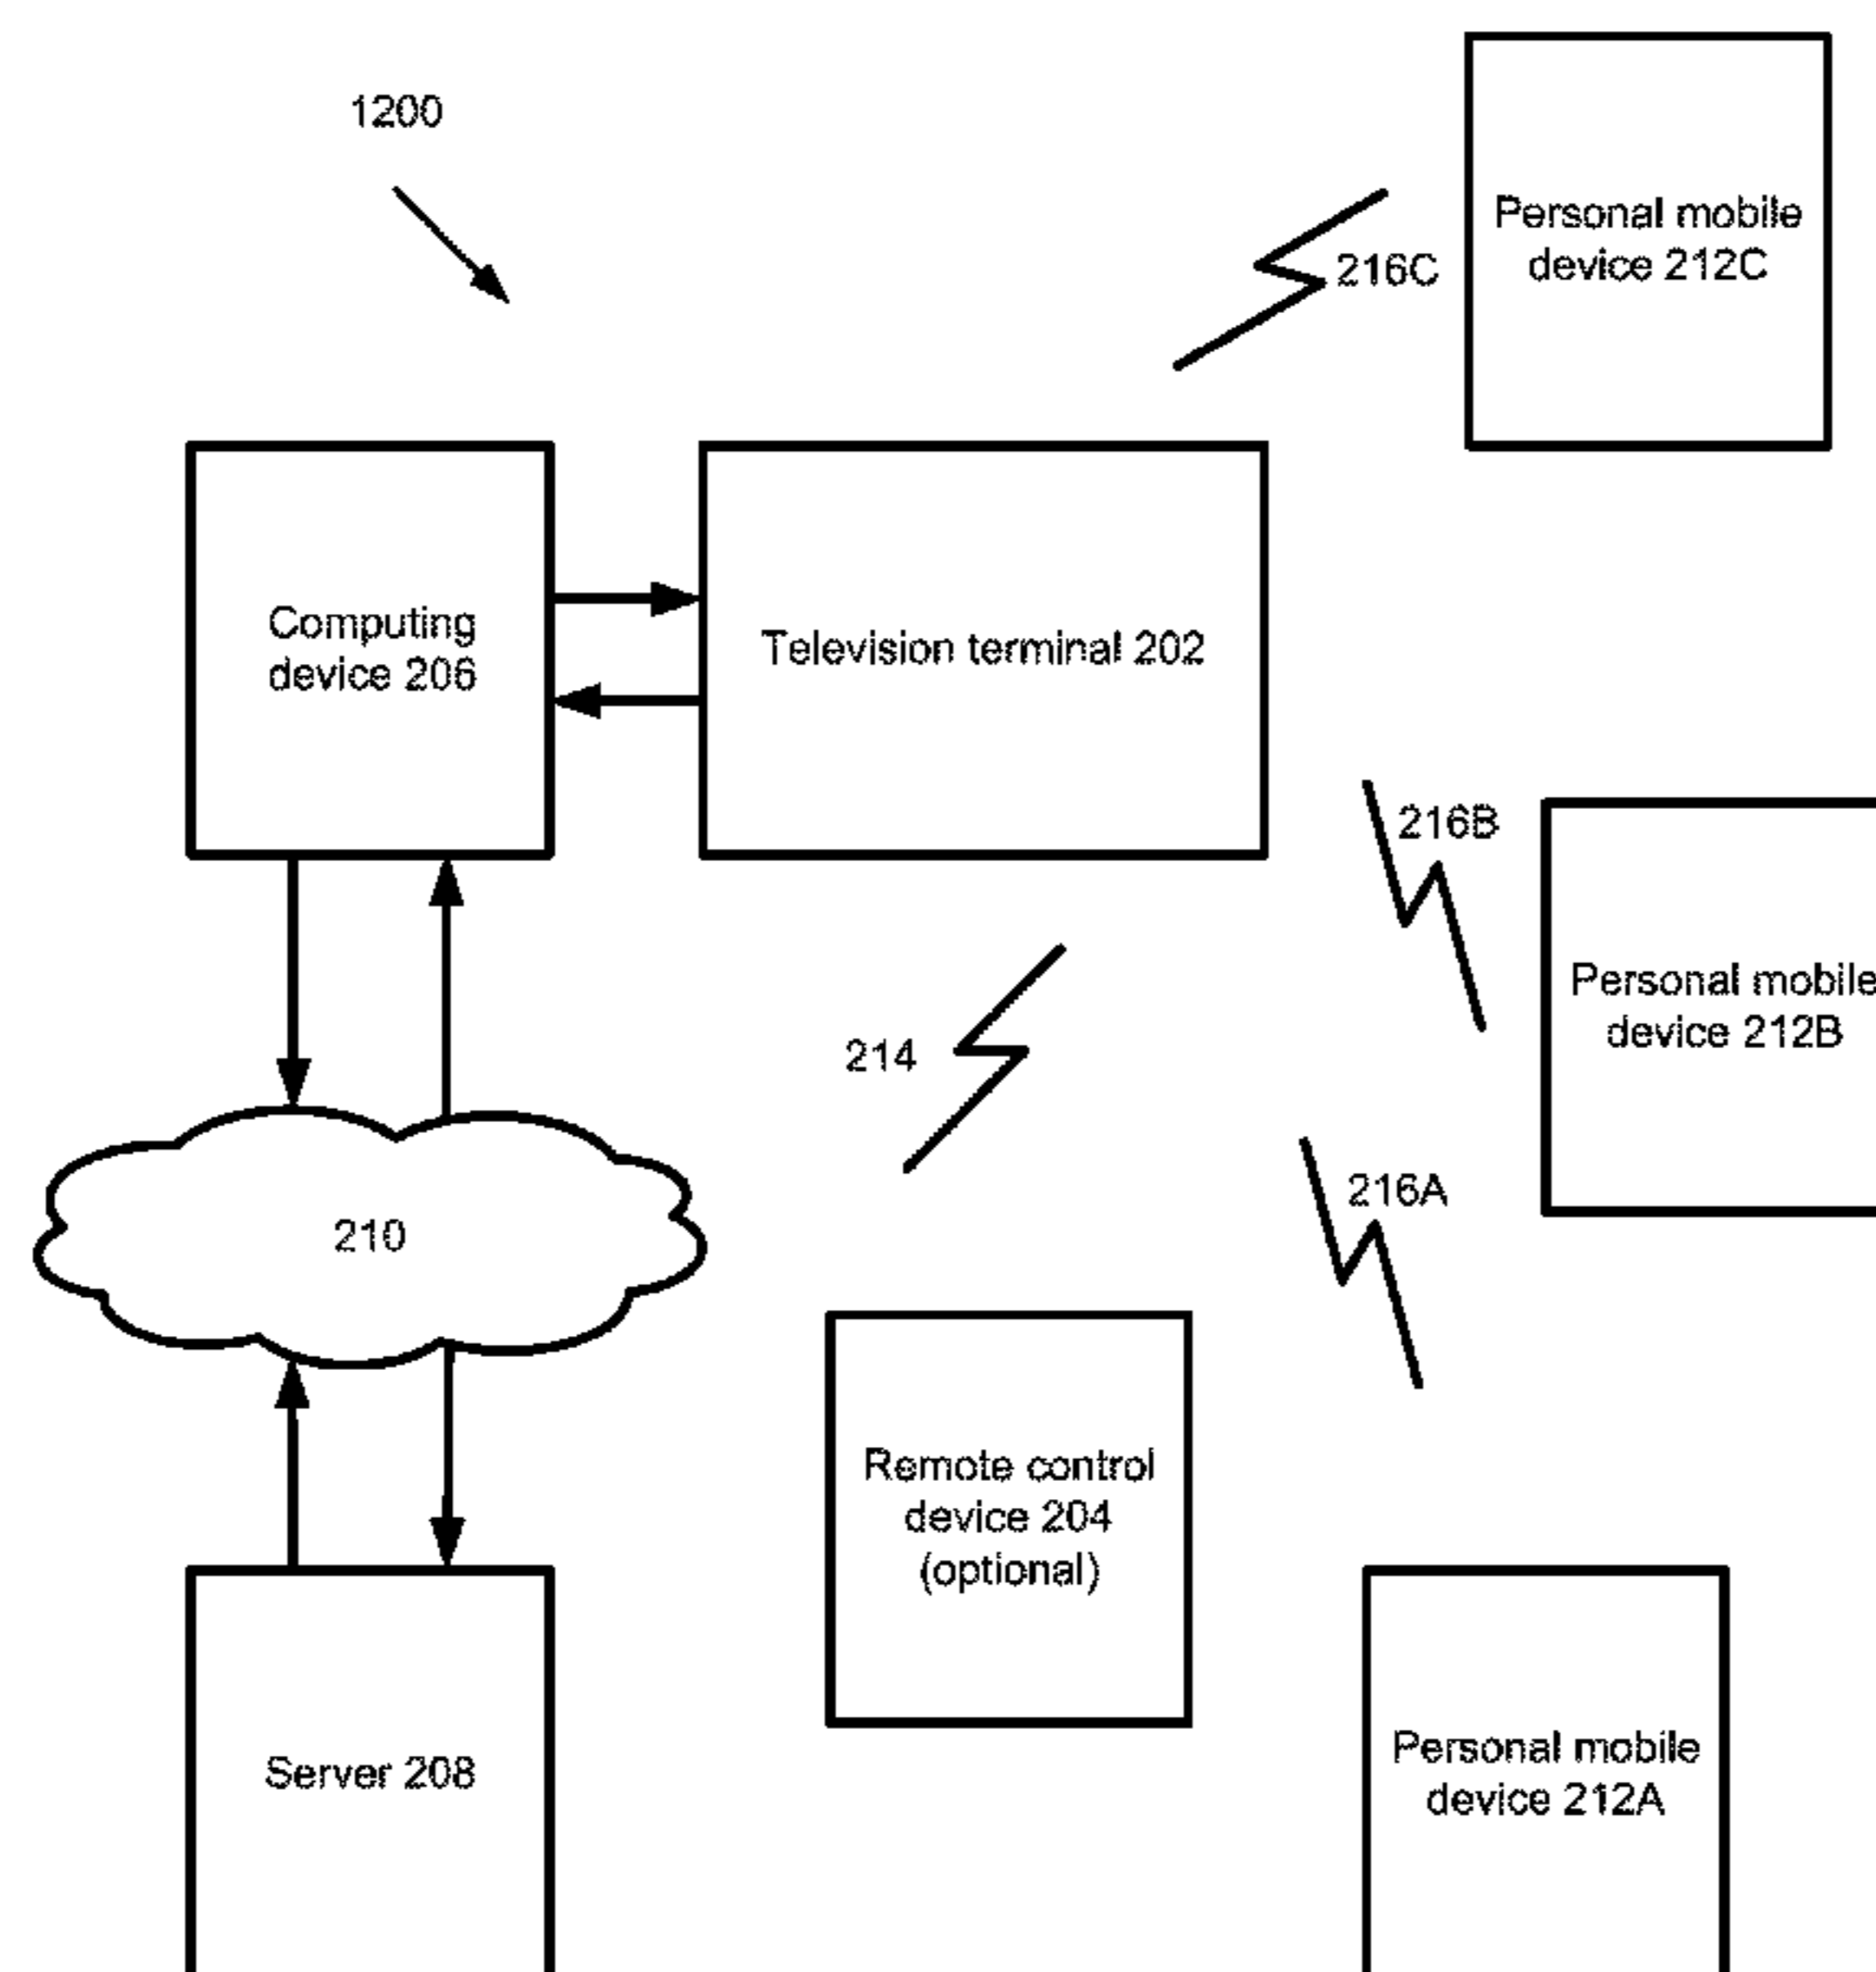 1200
216C
Personal mobile
device 212C
Computing
device 206
Television terminal 202
216B
Personal mobile
device 212B
214
216A
210
Remote control
device 204
(optional)
Server 208
Personal mobile
device 212A